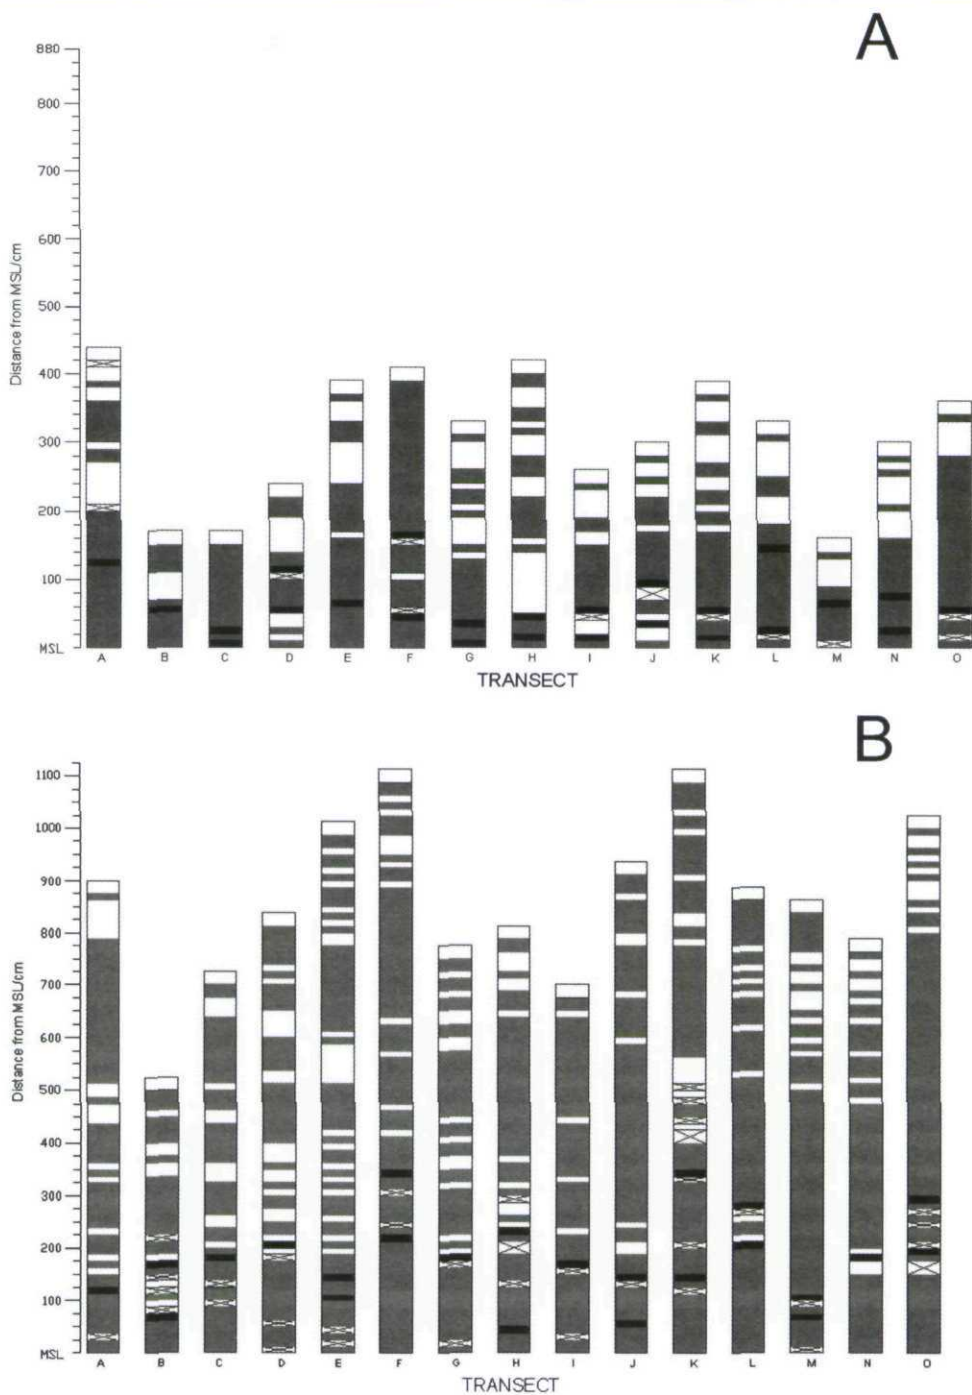 A
880
800
700
600
500
400
300
200
100
MSL
Distance from MSL/cm
A B C D E F G H I J K L M N O
TRANSECT
B
1100
1000
900
800
700
600
500
400
300
200
100
MSL
Distance from MSL/cm
A B C D E F G H I J K L M N O
TRANSECT